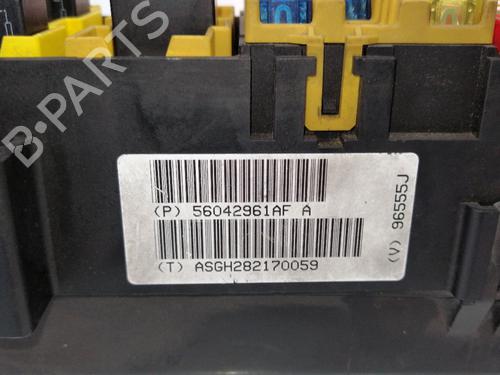 B-PARTS
(P) 56042961AF A
(T) ASGH282170059
(V) 96555J